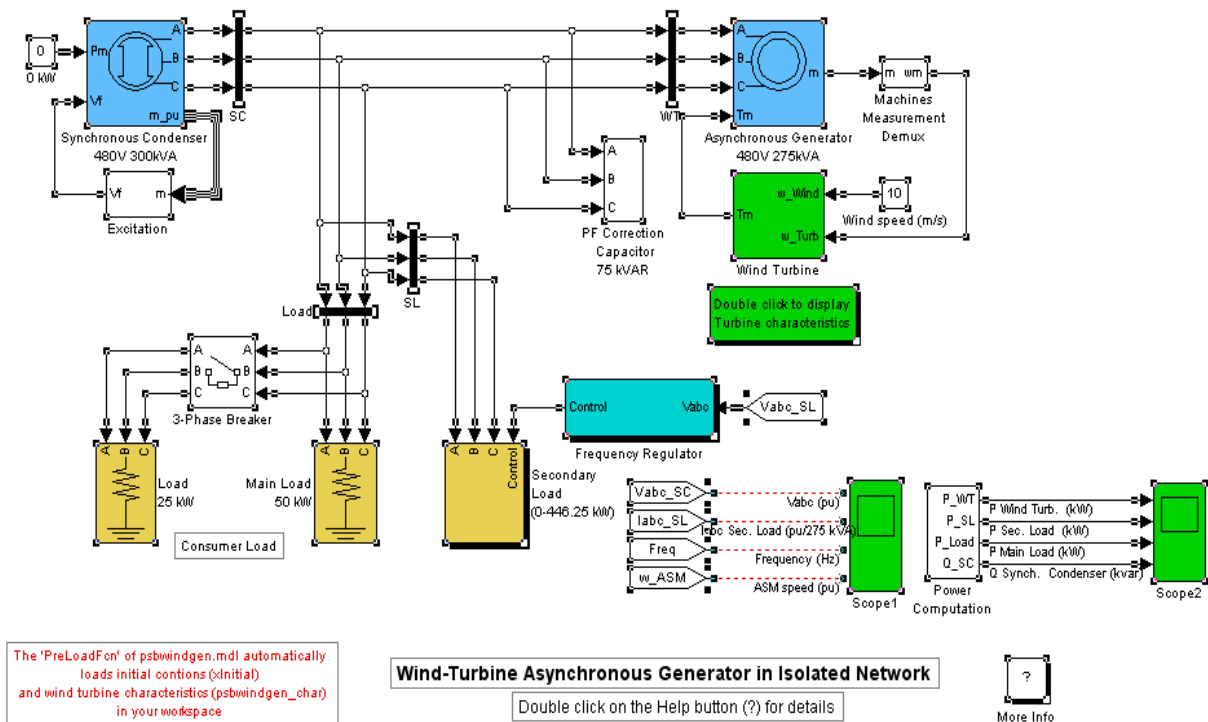 0
0 kW
Pm
Vf
A
B
C
m_pu
Synchronous Condenser
480V 300kVA
Vf
m
Excitation
SC
WT
A
B
C
Tm
m
Asynchronous Generator
480V 275kVA
m
wm
Machines
Measurement
Demux
A
B
C
PF Correction
Capacitor
75 kVAR
Tm
w_Wind
w_Turb
Wind Turbine
10
Wind speed (m/s)
Double click to display
Turbine characteristics
SL
Load
A
B
C
A
B
C
3-Phase Breaker
A
B
C
Load
25 kW
A
B
C
Main Load
50 kW
Consumer Load
A
B
C
Control
Secondary
Load
(0-446.25 kW)
Control
Vabc
Frequency Regulator
Vabc_SL
Vabc_SC
Vabc (pu)
Iabc_SL
Iabc Sec. Load (pu/275 kVA)
Freq
Frequency (Hz)
w_ASM
ASM speed (pu)
Scope1
P_WT
P_SL
P_Load
Q_SC
Power
Computation
P Wind Turb. (kW)
P Sec. Load (kW)
P Main Load (kW)
Q Synch. Condenser (kvar)
Scope2
The 'PreLoadFcn' of psbwindgen.mdl automatically
loads initial contions (xInitial)
and wind turbine characteristics (psbwindgen_char)
in your workspace
Wind-Turbine Asynchronous Generator in Isolated Network
Double click on the Help button (?) for details
?
More Info